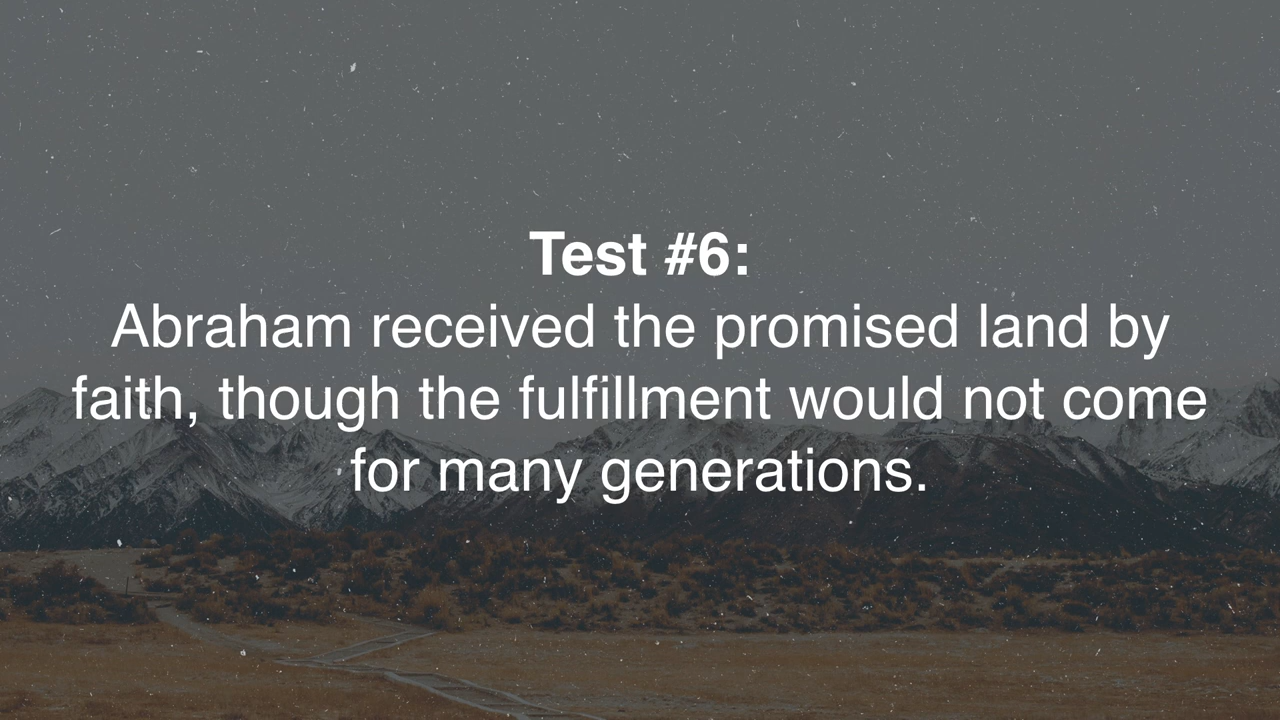 Test #6:
Abraham received the promised land by
faith, though the fulfillment would not come
for many generations.